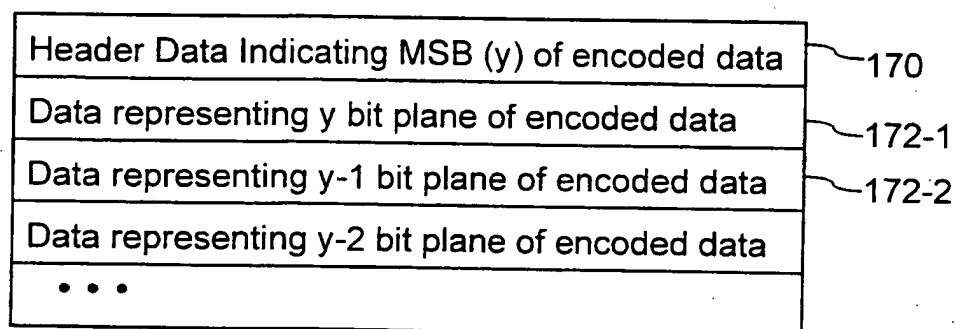 Header Data Indicating MSB (y) of encoded data 170
Data representing y bit plane of encoded data 172-1
Data representing y-1 bit plane of encoded data 172-2
Data representing y-2 bit plane of encoded data
• • •